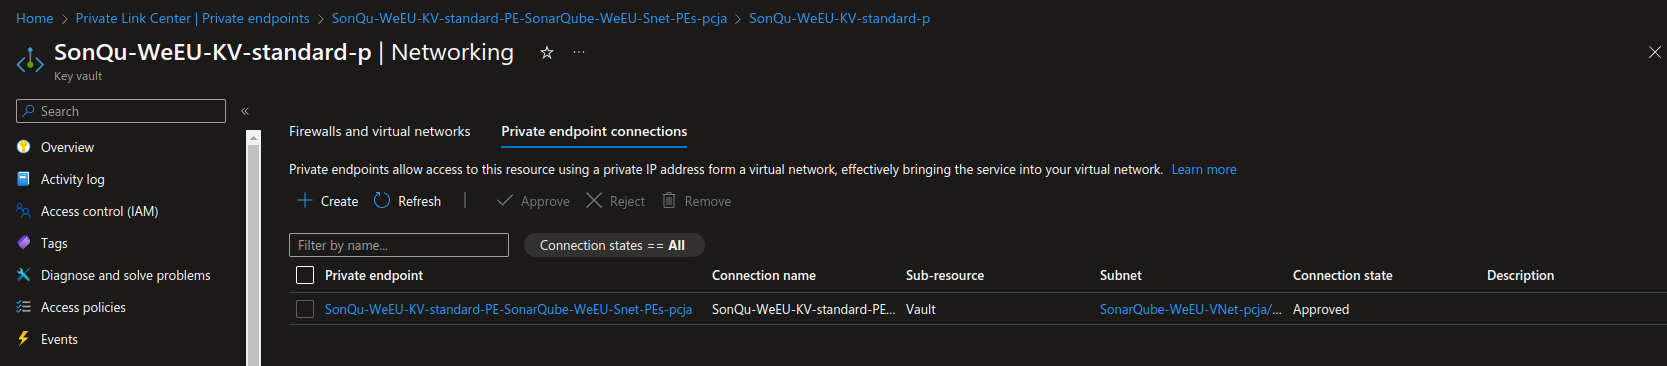 Home > Private Link Center | Private endpoints > SonQu-WeEU-KV-standard-PE-SonarQube-WeEU-Snet-PEs-pcja > SonQu-WeEU-KV-standard-p
SonQu-WeEU-KV-standard-p | Networking
Key vault
Search
Overview
Activity log
Access control (IAM)
Tags
Diagnose and solve problems
Access policies
Events
Firewalls and virtual networks Private endpoint connections
Private endpoints allow access to this resource using a private IP address form a virtual network, effectively bringing the service into your virtual network. Learn more
Create Refresh | Approve Reject Remove
Filter by name... Connection states == All
Private endpoint Connection name Sub-resource Subnet Connection state Description
SonQu-WeEU-KV-standard-PE-SonarQube-WeEU-Snet-PEs-pcja SonQu-WeEU-KV-standard-PE... Vault SonarQube-WeEU-VNet-pcja/... Approved